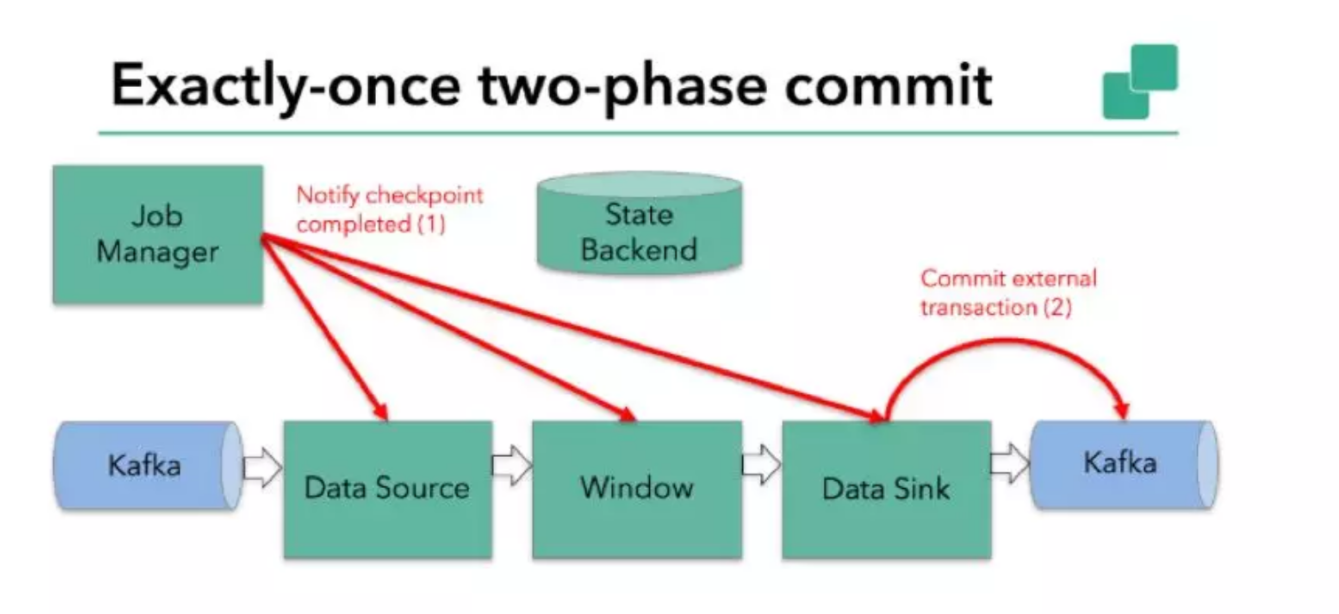 Exactly-once two-phase commit
Job
Manager
Notify checkpoint
completed (1)
State
Backend
Commit external
transaction (2)
Kafka
Data Source
Window
Data Sink
Kafka